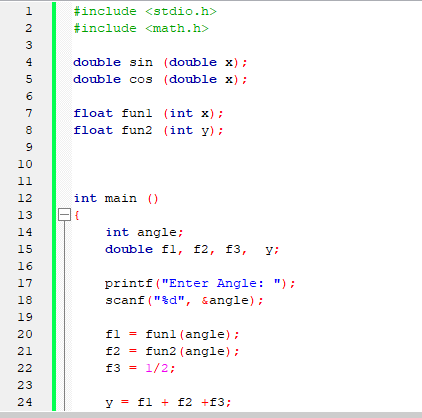 1 #include <stdio.h>
2 #include <math.h>
3
4 double sin (double x);
5 double cos (double x);
6
7 float fun1 (int x);
8 float fun2 (int y);
9
10
11
12 int main ()
13 {
14 int angle;
15 double f1, f2, f3,  y;
16
17 printf("Enter Angle: ");
18 scanf("%d", &angle);
19
20 f1 = fun1(angle);
21 f2 = fun2(angle);
22 f3 = 1/2;
23
24 y = f1 + f2 +f3;